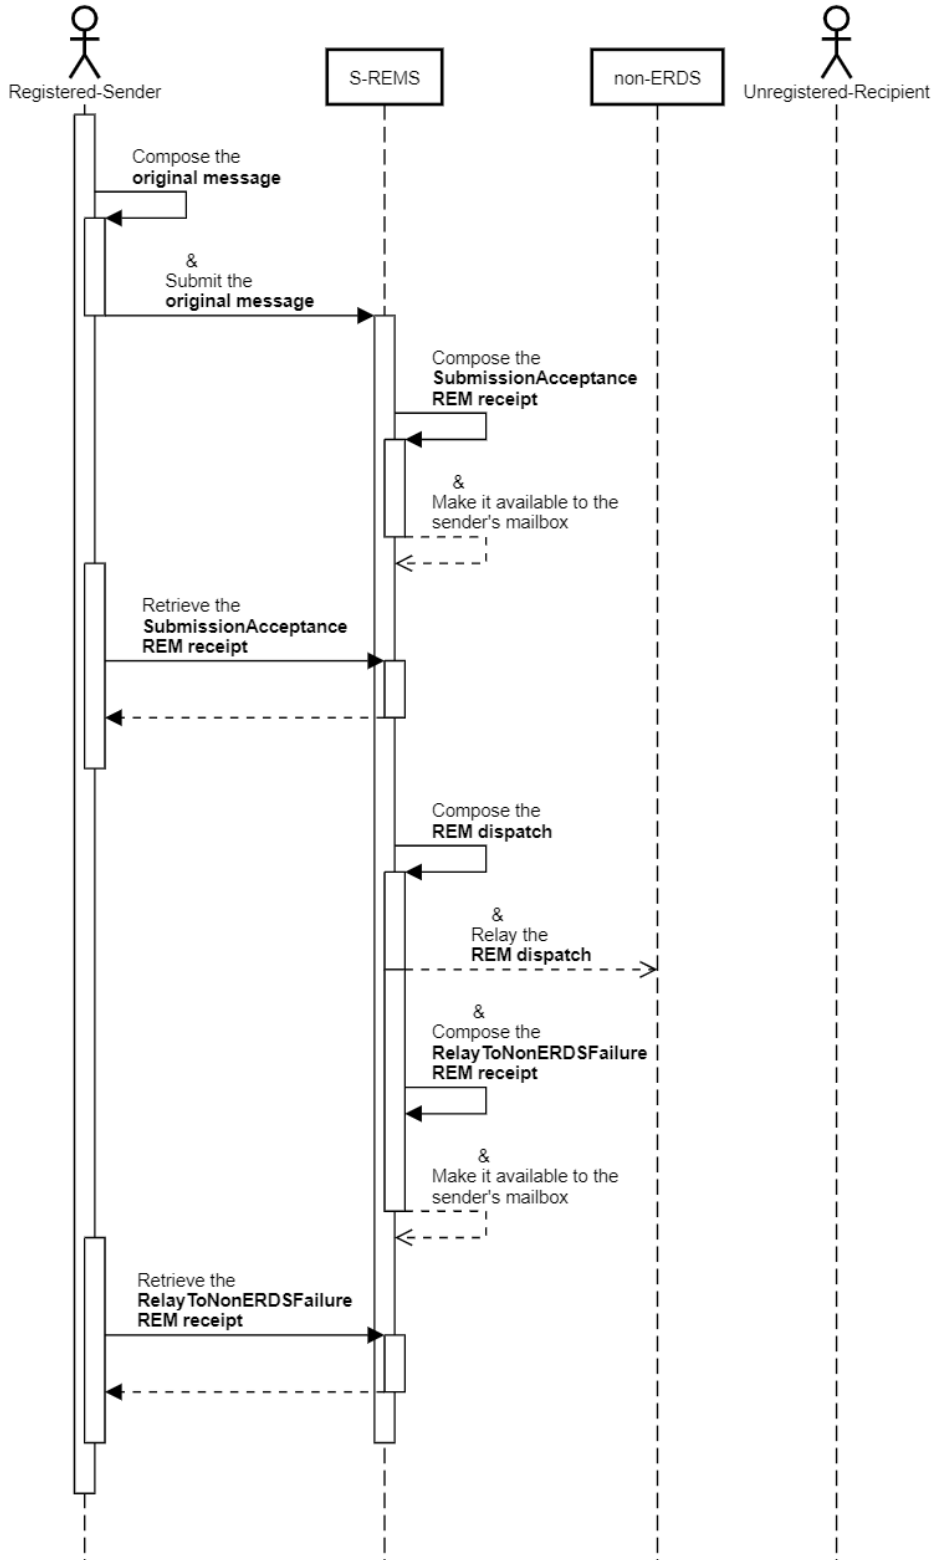 Registered-Sender
S-REMS
non-ERDS
Unregistered-Recipient
Compose the
original message
&
Submit the
original message
Compose the
SubmissionAcceptance
REM receipt
&
Make it available to the
sender's mailbox
Retrieve the
SubmissionAcceptance
REM receipt
Compose the
REM dispatch
&
Relay the
REM dispatch
&
Compose the
RelayToNonERDSFailure
REM receipt
&
Make it available to the
sender's mailbox
Retrieve the
RelayToNonERDSFailure
REM receipt